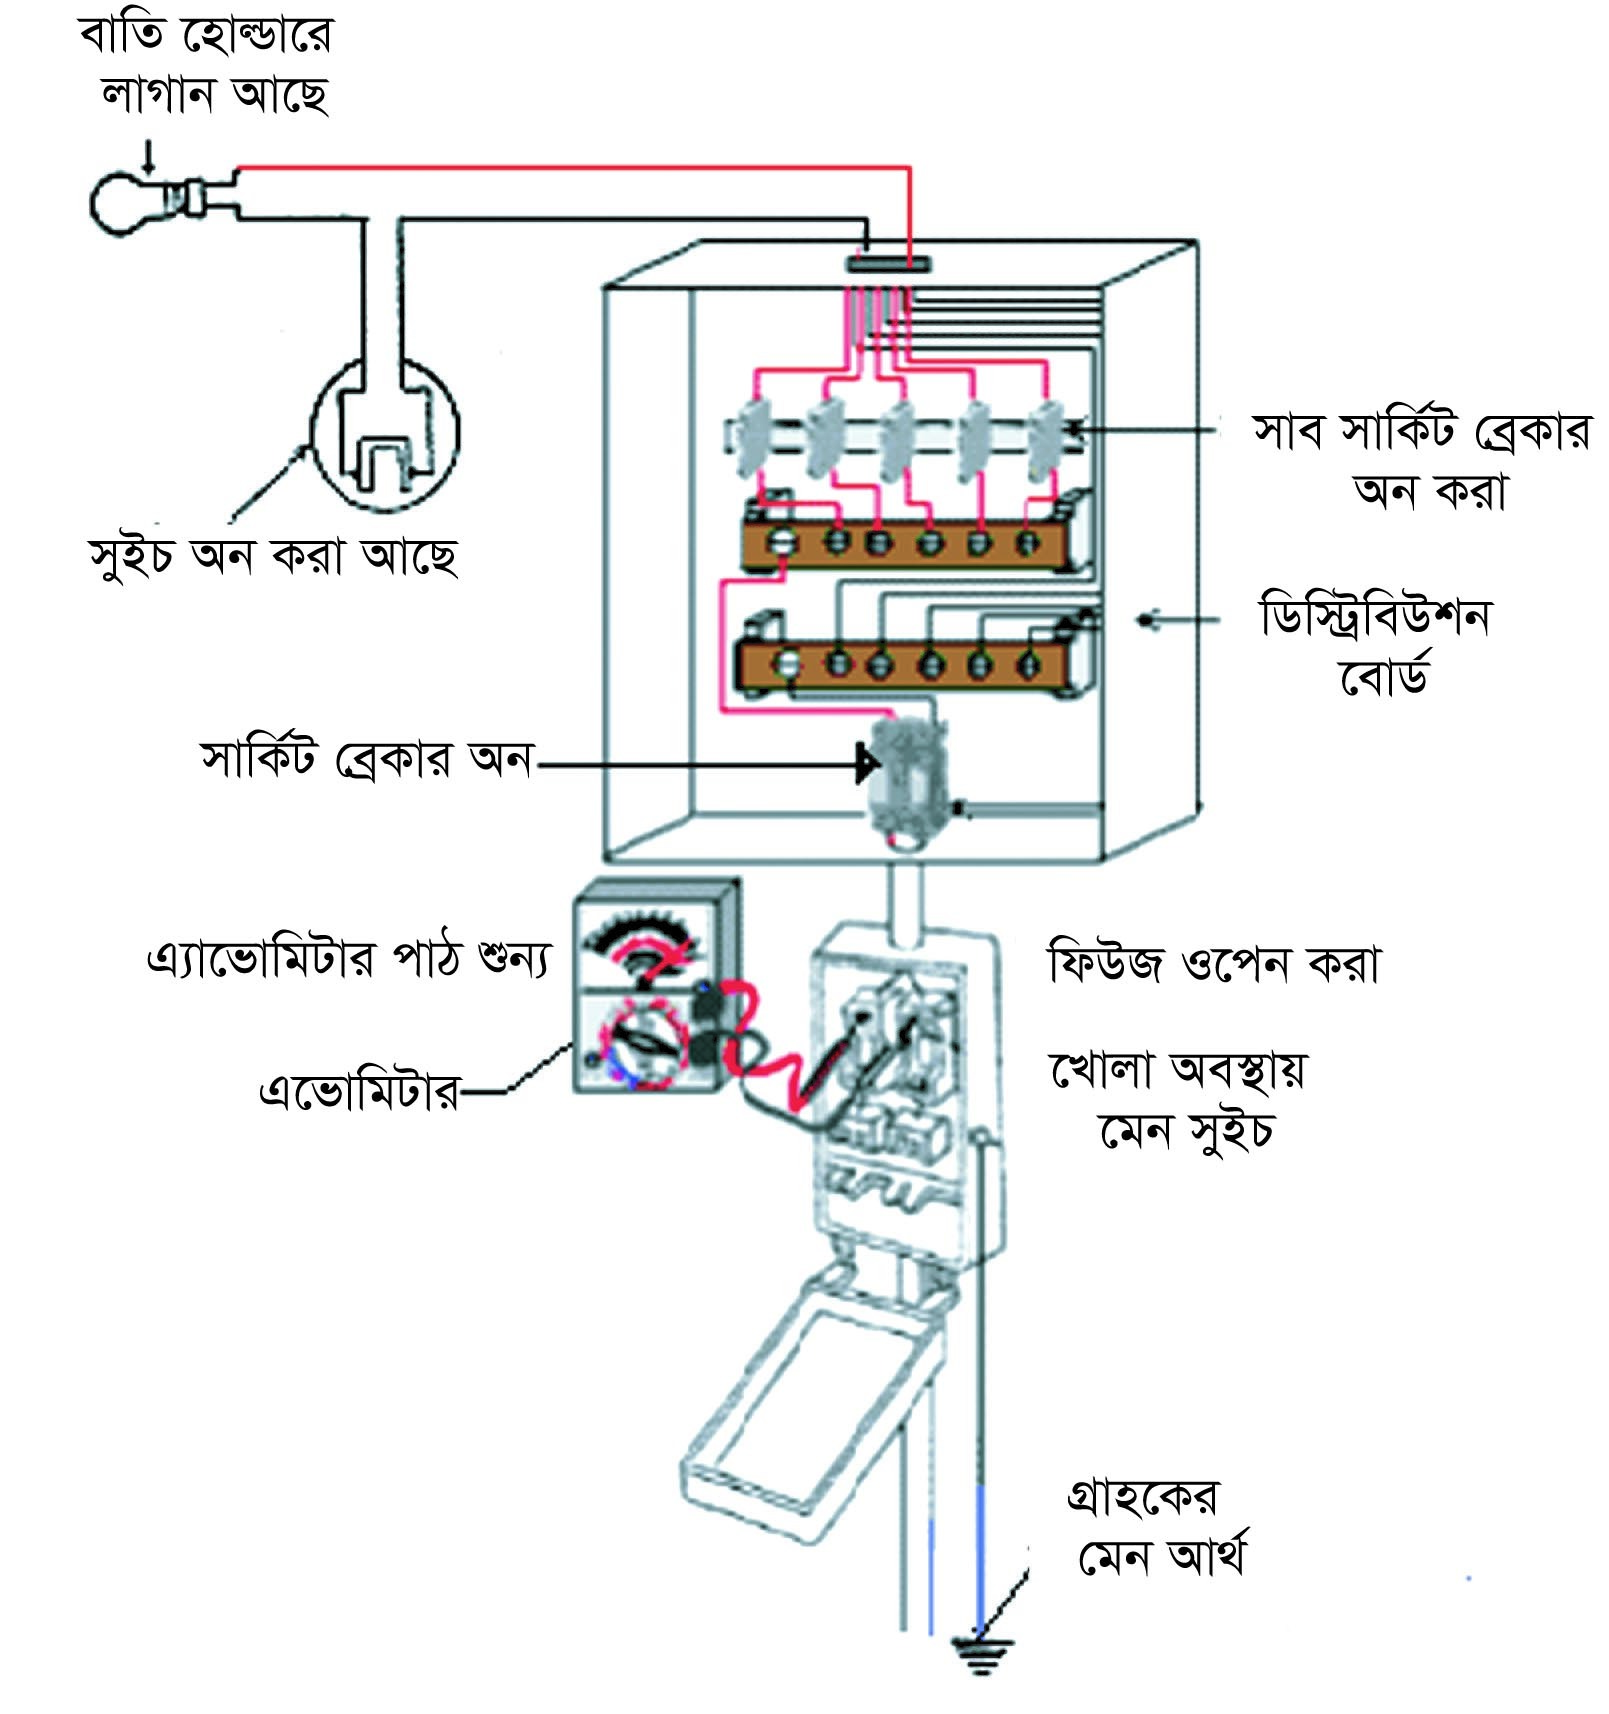 বাতি হোল্ডারে
লাগান আছে
সুইচ অন করা আছে
সাব সার্কিট ব্রেকার
অন করা
ডিস্ট্রিবিউশন
বোর্ড
সার্কিট ব্রেকার অন
এ্যাভোমিটার পাঠ শুন্য
ফিউজ ওপেন করা
এভোমিটার
খোলা অবস্থায়
মেন সুইচ
গ্রাহকের
মেন আর্থ